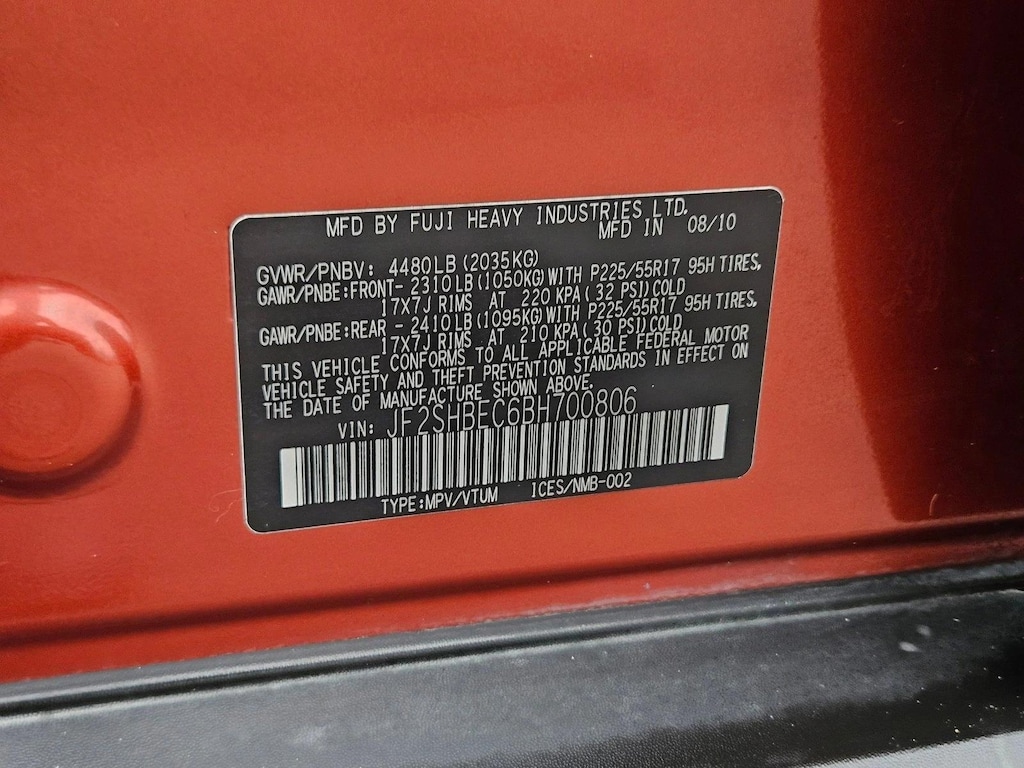 MFD BY FUJI HEAVY INDUSTRIES LTD.
MFD IN 08/10
GVWR/PNBV: 4480LB (2035KG)
GAWR/PNBE:FRONT- 2310LB (1050KG) WITH P225/55R17 95H TIRES,
17X7J RIMS AT 220 KPA (32 PSI) COLD
GAWR/PNBE:REAR - 2410LB (1095KG) WITH P225/55R17 95H TIRES,
17X7J RIMS AT 210 KPA (30 PSI) COLD
THIS VEHICLE CONFORMS TO ALL APPLICABLE FEDERAL MOTOR
VEHICLE SAFETY AND THEFT PREVENTION STANDARDS IN EFFECT ON
THE DATE OF MANUFACTURE SHOWN ABOVE.
VIN: JF2SHBEC6BH700806
TYPE:MPV/VTUM ICES/NMB-002